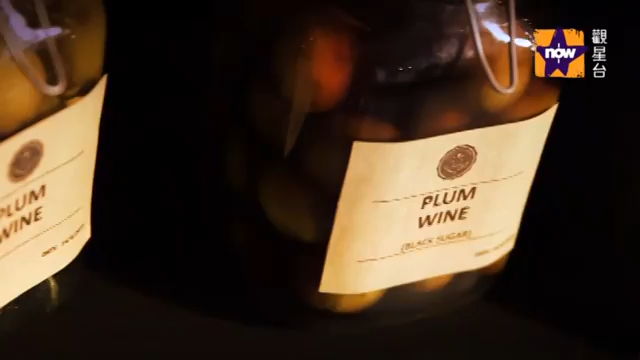 now
觀星台
PLUM
WINE
PLUM
WINE
(BLACK SUGAR)